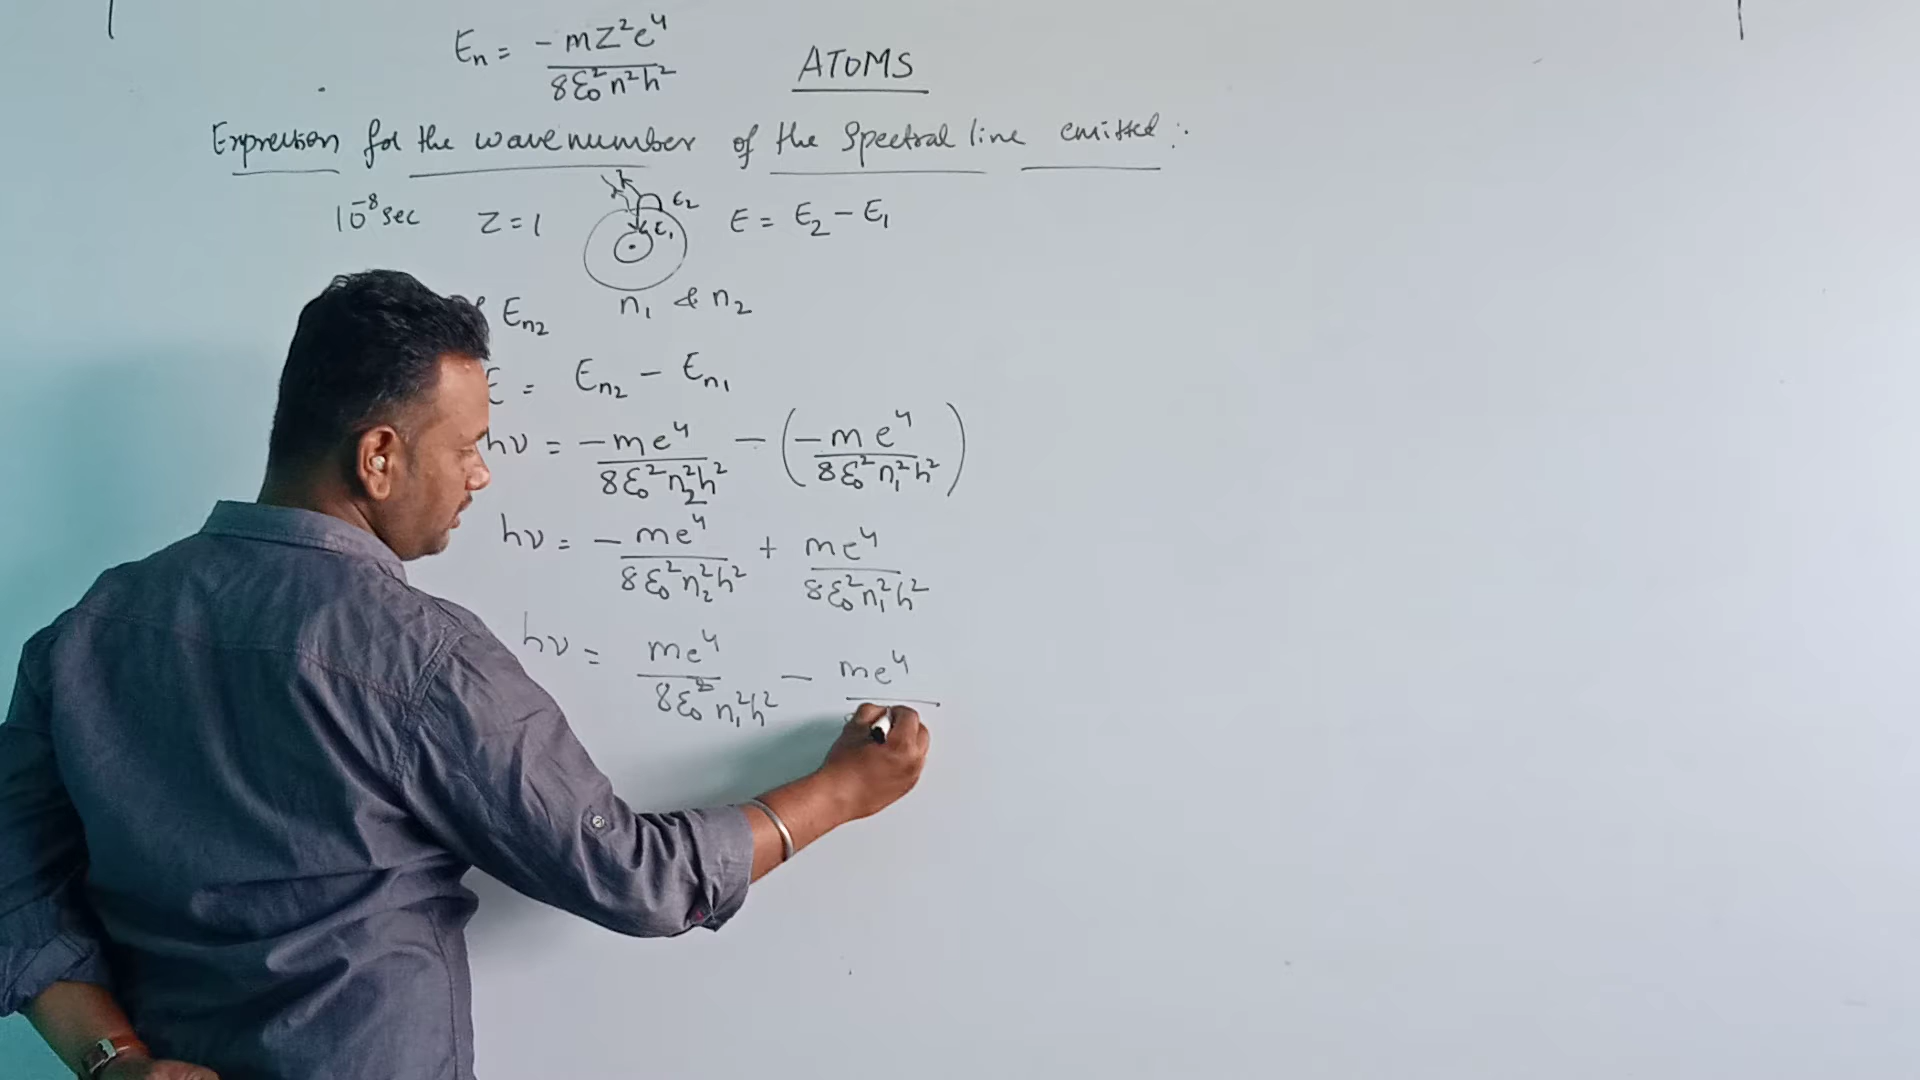 Eₙ = -mZ²e⁴ / 8ε₀²n²h²
ATOMS
Expression for the wavenumber of the Spectral line emitted :
10⁻⁸ sec Z = 1 E₂ E₁ E = E₂ - E₁
Eₙ₂ n₁ & n₂
E = Eₙ₂ - Eₙ₁
hν = -me⁴ / 8ε₀²n₂²h² - (-me⁴ / 8ε₀²n₁²h²)
hν = -me⁴ / 8ε₀²n₂²h² + me⁴ / 8ε₀²n₁²h²
hν = me⁴ / 8ε₀²n₁²h² - me⁴